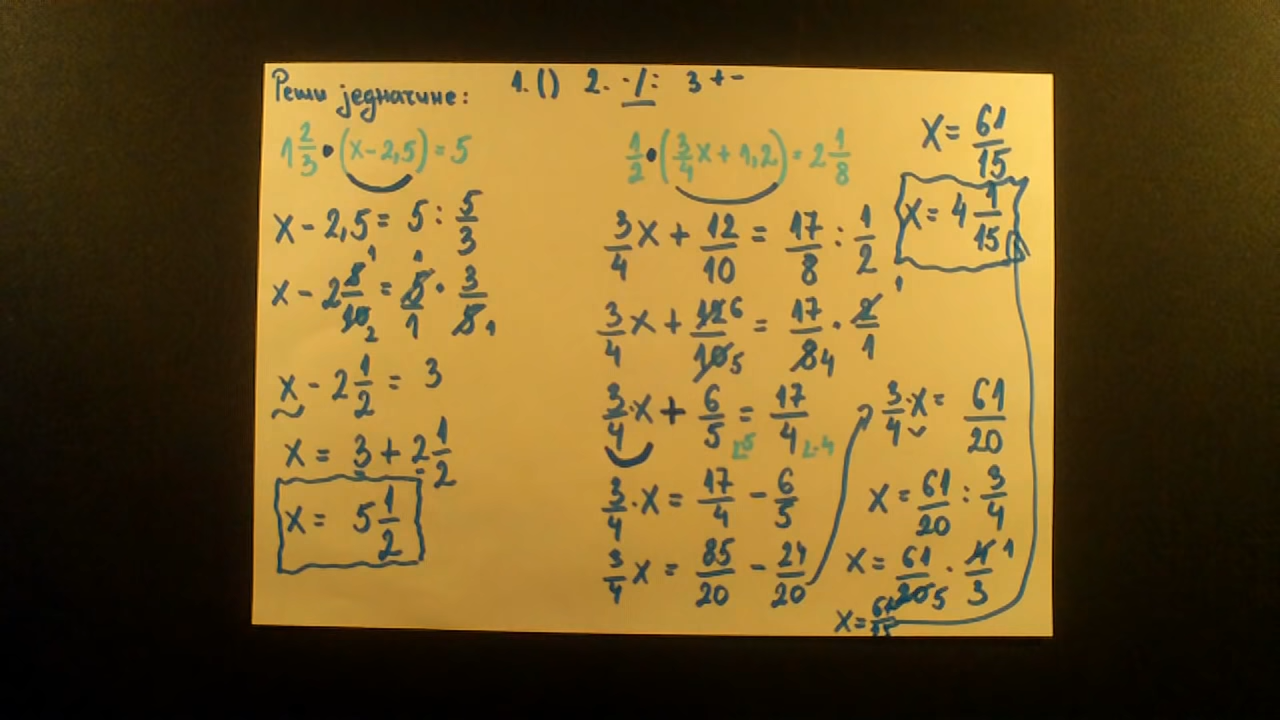 Реши једначине:
1. () 2. ·/: 3 + -
1 2/3 · (x - 2,5) = 5
x - 2,5 = 5 : 5/3
x - 2 5/10 = 5/1 · 3/5
x - 2 1/2 = 3
x = 3 + 2 1/2
x = 5 1/2
1/2 · (3/4 x + 1,2) = 2 1/8
3/4 x + 12/10 = 17/8 : 1/2
3/4 x + 12/10 = 17/8 · 2/1
3/4 · x + 6/5 = 17/4
3/4 · x = 17/4 - 6/5
3/4 x = 85/20 - 24/20
3/4 · x = 61/20
x = 61/20 : 3/4
x = 61/20 · 4/3
x = 61/15
x = 61/15
x = 4 1/15